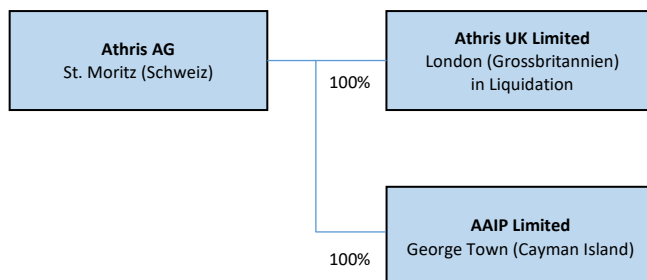 Athris AG
St. Moritz (Schweiz)
Athris UK Limited
London (Grossbritannien)
in Liquidation
100%
AAIP Limited
George Town (Cayman Island)
100%